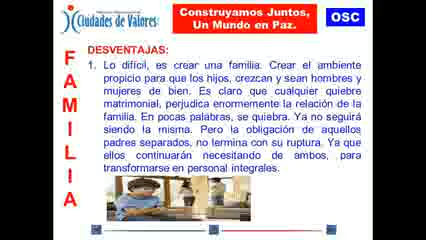 Ciudades de Valores
Construyamos Juntos,
Un Mundo en Paz.
OSC
FAMILIA
DESVENTAJAS:
1. Lo difícil, es crear una familia. Crear el ambiente
propicio para que los hijos, crezcan y sean hombres y
mujeres de bien. Es claro que cualquier quiebre
matrimonial, perjudica enormemente la relación de la
familia. En pocas palabras, se quiebra. Ya no seguirá
siendo la misma. Pero la obligación de aquellos
padres separados, no termina con su ruptura. Ya que
ellos continuarán necesitando de ambos, para
transformarse en personal integrales.